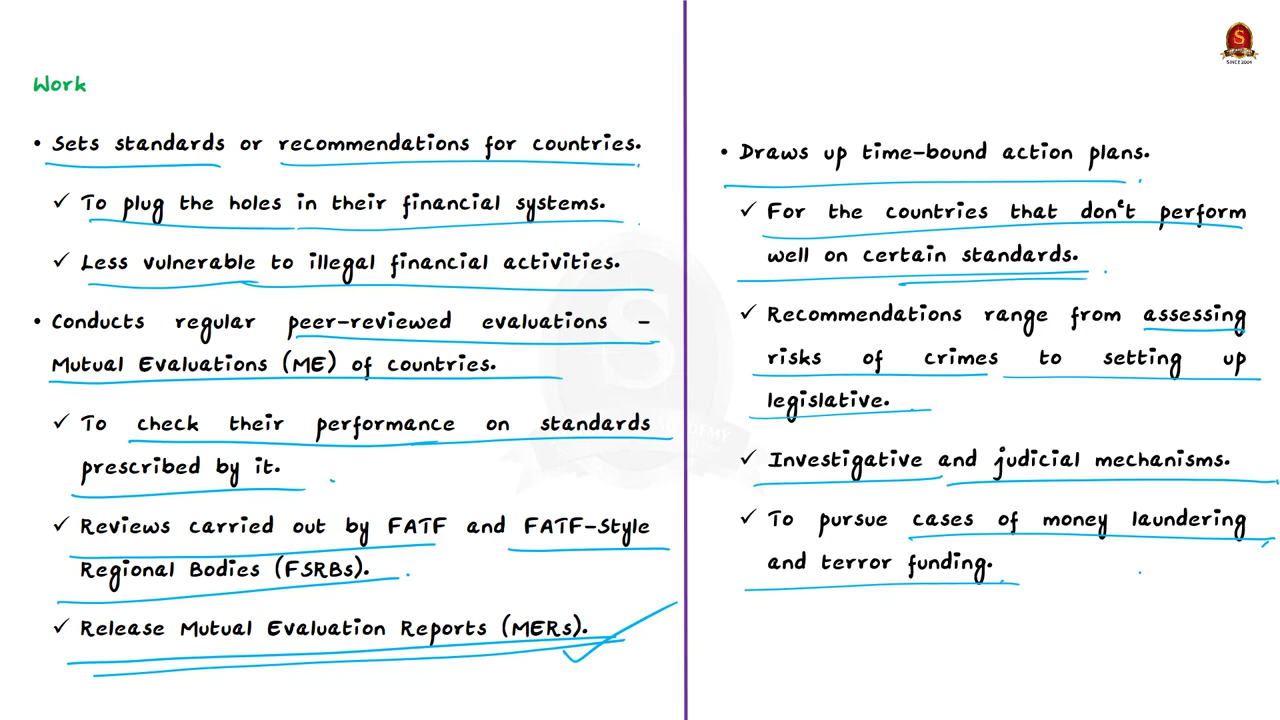 S
SINCE 2004
Work
• Sets standards or recommendations for countries.
✓ To plug the holes in their financial systems.
✓ Less vulnerable to illegal financial activities.
• Conducts regular peer-reviewed evaluations –
Mutual Evaluations (ME) of countries.
✓ To check their performance on standards
prescribed by it.
✓ Reviews carried out by FATF and FATF-Style
Regional Bodies (FSRBs).
✓ Release Mutual Evaluation Reports (MERs).
• Draws up time-bound action plans.
✓ For the countries that don't perform
well on certain standards.
✓ Recommendations range from assessing
risks of crimes to setting up
legislative.
✓ Investigative and judicial mechanisms.
✓ To pursue cases of money laundering
and terror funding.